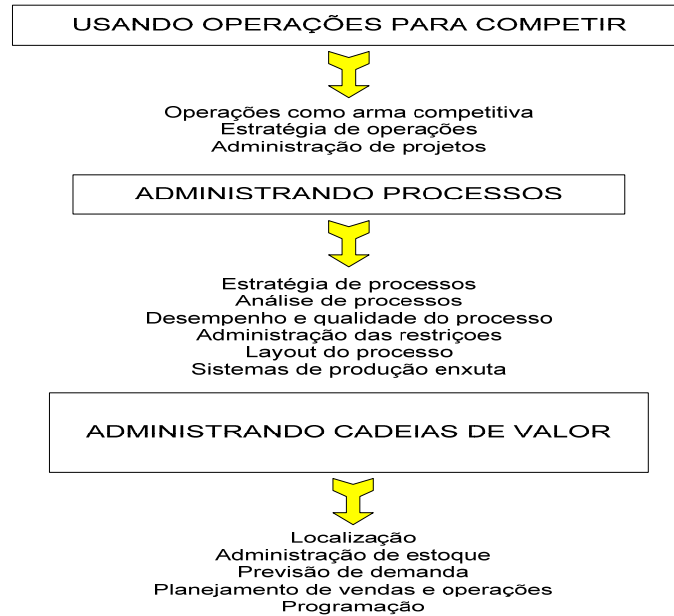 USANDO OPERAÇÕES PARA COMPETIR
Operações como arma competitiva
Estratégia de operações
Administração de projetos
ADMINISTRANDO PROCESSOS
Estratégia de processos
Análise de processos
Desempenho e qualidade do processo
Administração das restriçoes
Layout do processo
Sistemas de produção enxuta
ADMINISTRANDO CADEIAS DE VALOR
Localização
Administração de estoque
Previsão de demanda
Planejamento de vendas e operações
Programação